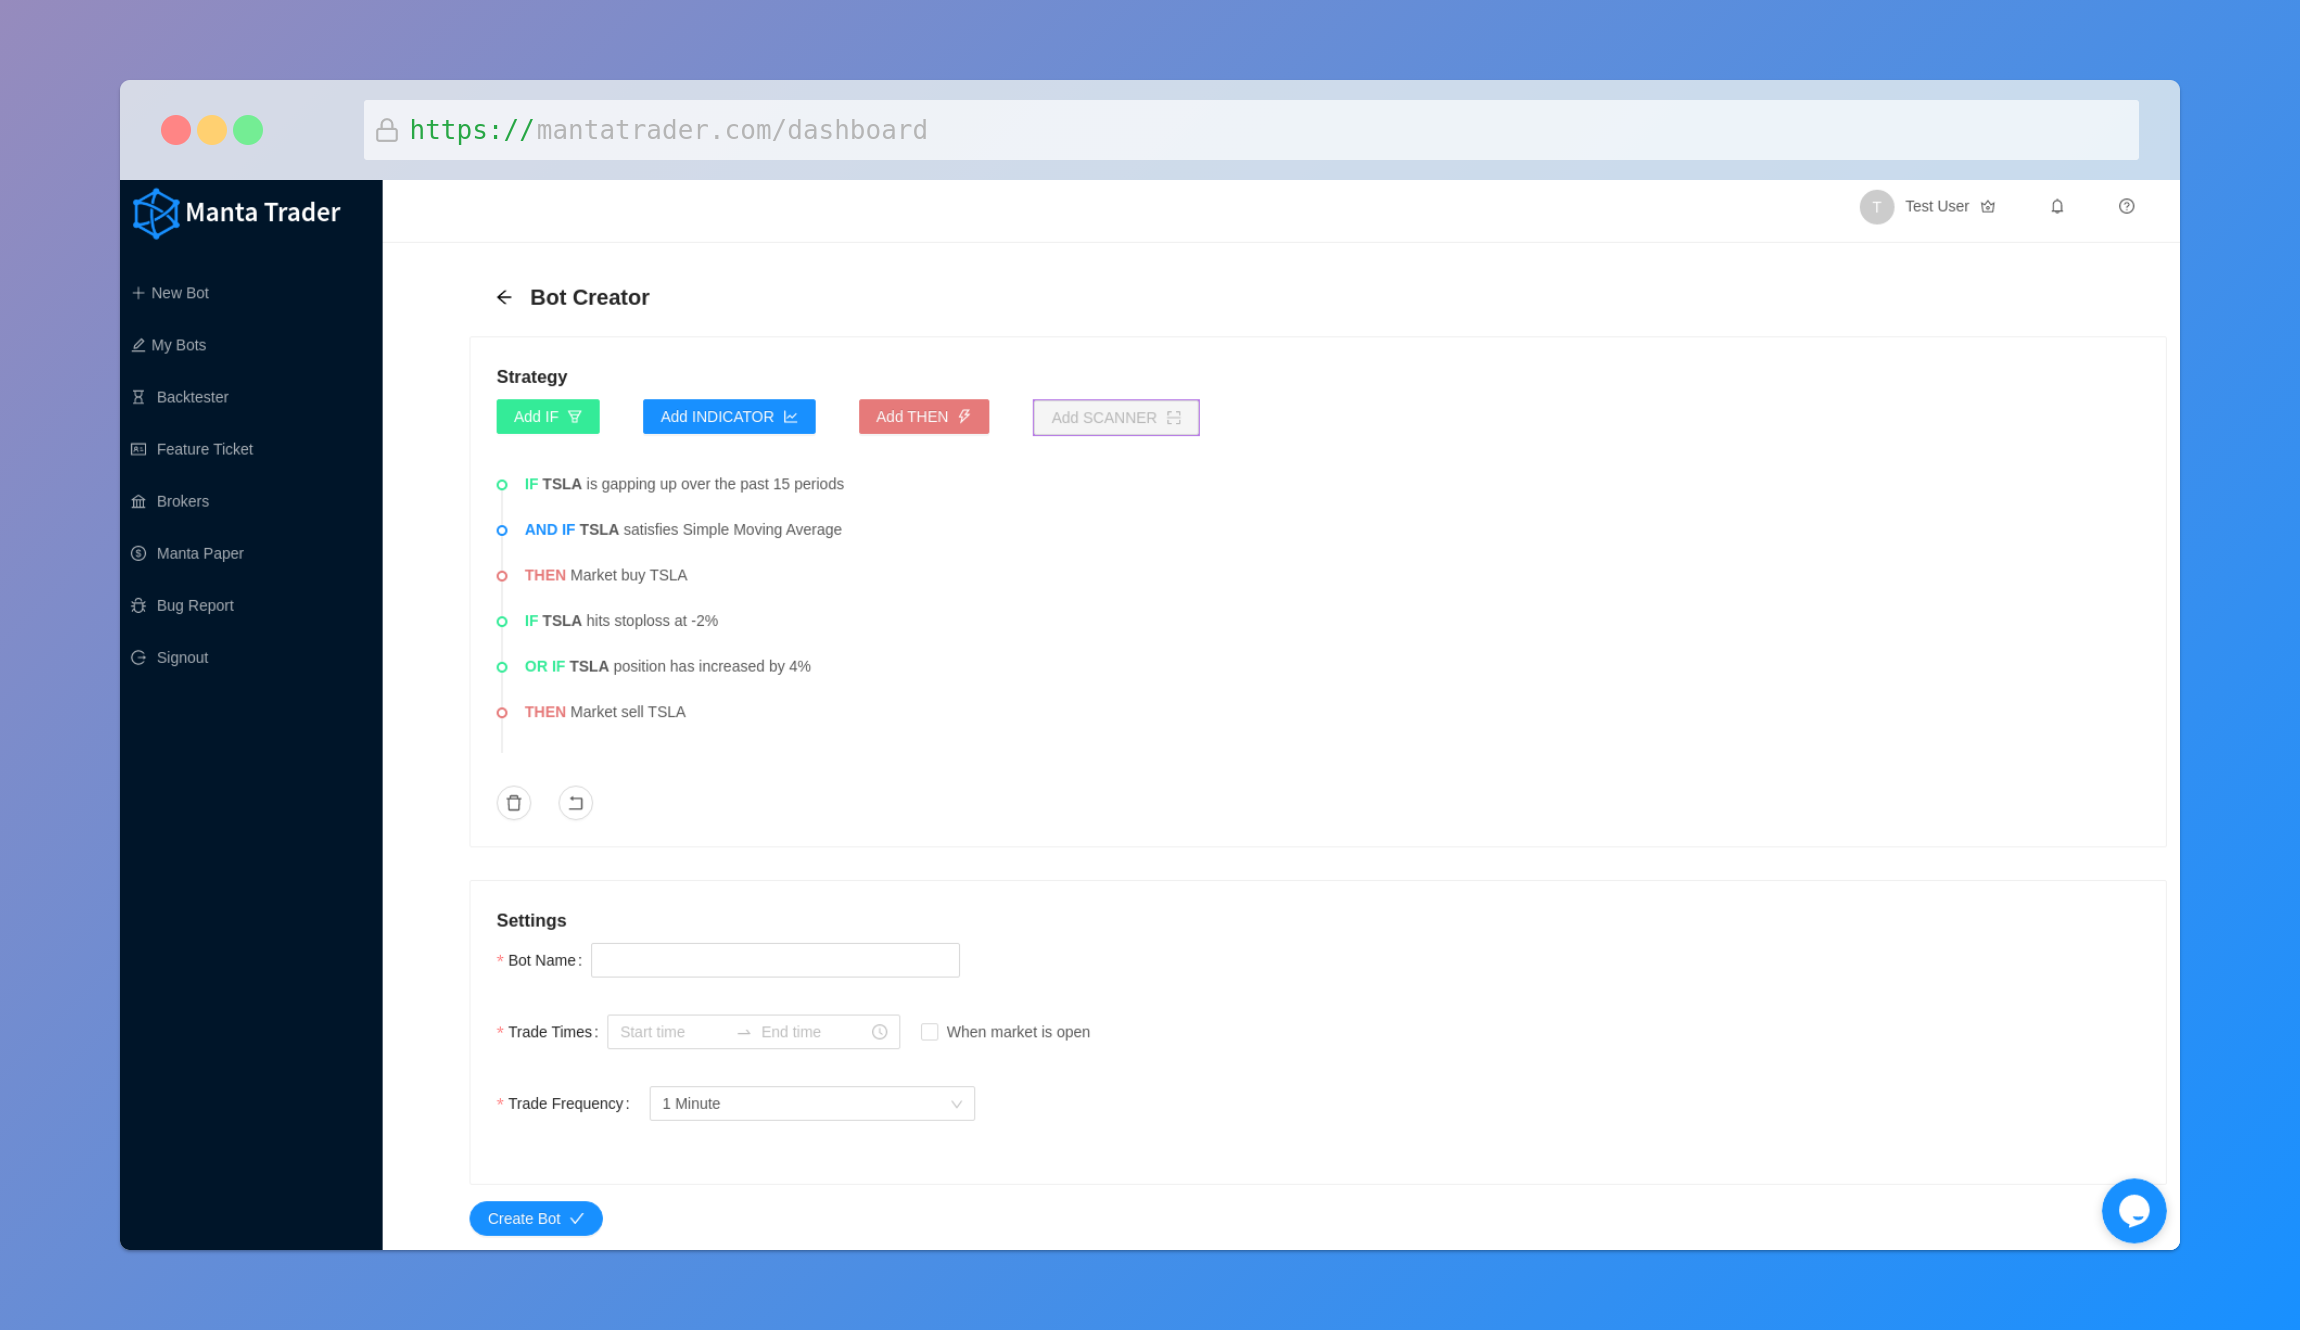 https://mantatrader.com/dashboard
Manta Trader
T Test User
New Bot
My Bots
Backtester
Feature Ticket
Brokers
Manta Paper
Bug Report
Signout
Bot Creator
Strategy
Add IF Add INDICATOR Add THEN Add SCANNER
IF TSLA is gapping up over the past 15 periods
AND IF TSLA satisfies Simple Moving Average
THEN Market buy TSLA
IF TSLA hits stoploss at -2%
OR IF TSLA position has increased by 4%
THEN Market sell TSLA
Settings
* Bot Name :
* Trade Times : Start time End time When market is open
* Trade Frequency : 1 Minute
Create Bot